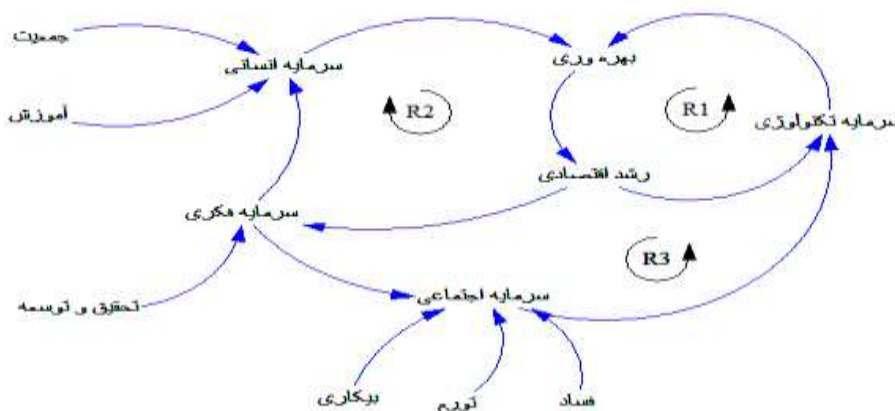 جمعیت
سرمایه انسانی
بهره وری
آموزش
R2
R1
سرمایه تکنولوژی
رشد اقتصادی
سرمایه فکری
R3
سرمایه اجتماعی
تحقیق و توسعه
بیکاری
تورم
فساد